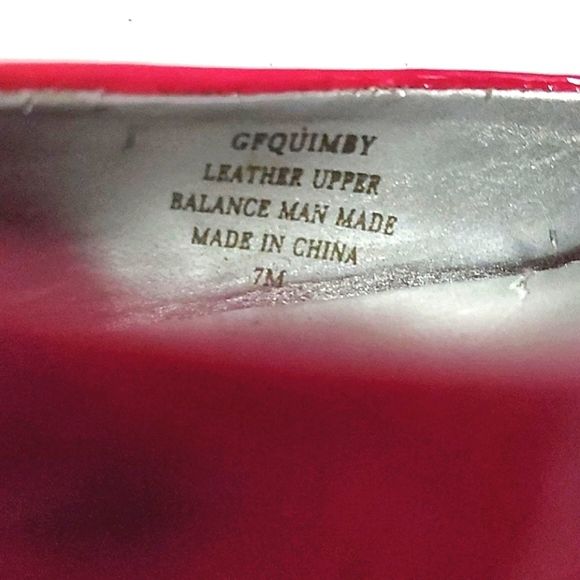 GFQUIMBY
LEATHER UPPER
BALANCE MAN MADE
MADE IN CHINA
7M